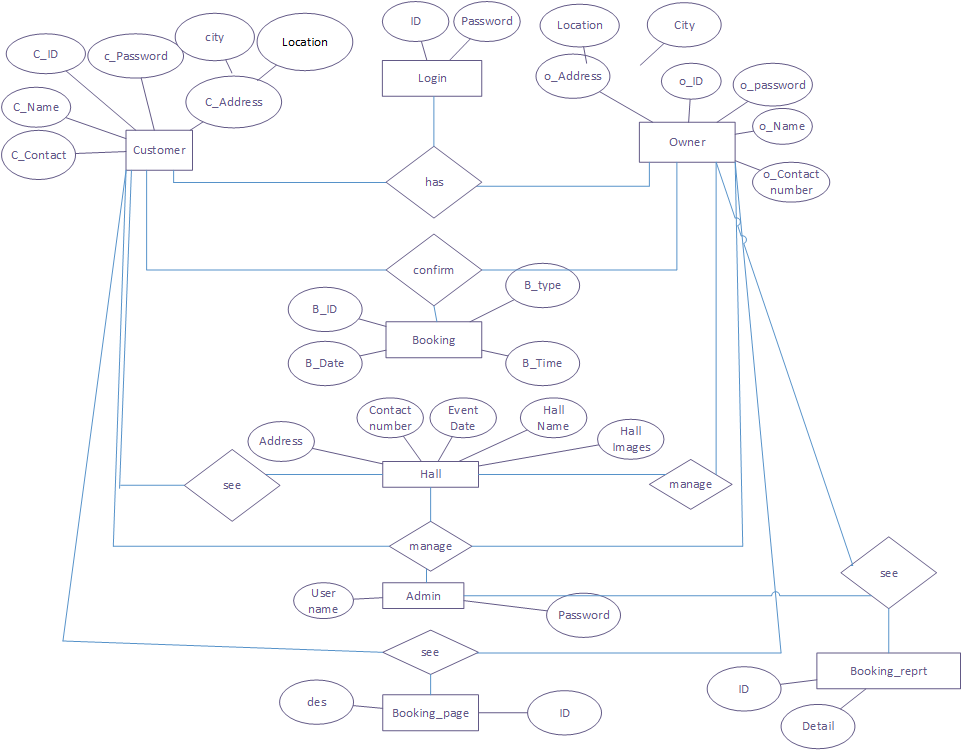 ID
Password
Location
City
city
Location
C_ID
c_Password
Login
o_Address
o_ID
o_password
C_Name
C_Address
o_Name
C_Contact
Customer
Owner
has
o_Contact
number
confirm
B_type
B_ID
Booking
B_Date
B_Time
Contact
number
Event
Date
Hall
Name
Hall
Images
Address
Hall
see
manage
manage
see
User
name
Admin
Password
see
Booking_reprt
ID
Detail
des
Booking_page
ID